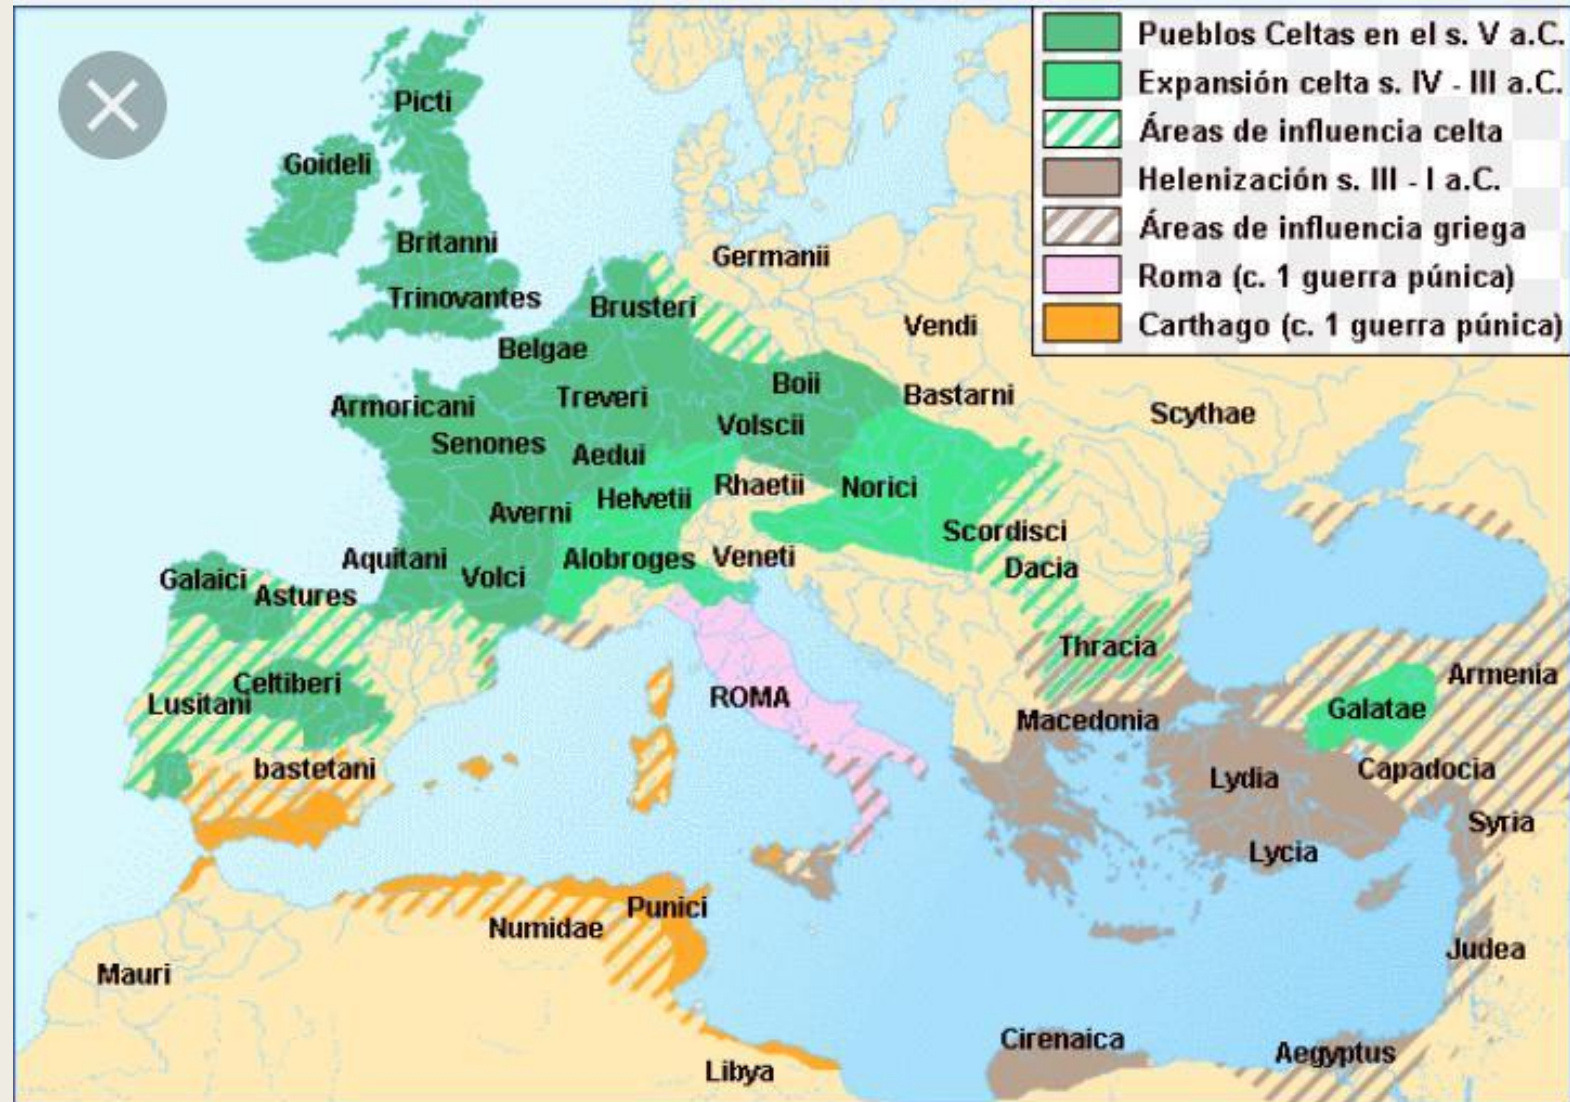 Pueblos Celtas en el s. V a.C.
Expansión celta s. IV - III a.C.
Áreas de influencia celta
Helenización s. III - I a.C.
Áreas de influencia griega
Roma (c. 1 guerra púnica)
Carthago (c. 1 guerra púnica)
Picti
Goideli
Britanni
Germanii
Trinovantes
Brusteri
Vendi
Belgae
Boii
Treveri
Bastarni
Armoricani
Scythae
Volscii
Senones
Aedui
Rhaetii
Norici
Helvetii
Averni
Scordisci
Aquitani
Alobroges
Veneti
Dacia
Galaici
Volci
Astures
Thracia
Armenia
Celtiberi
Lusitani
ROMA
Galatae
Macedonia
bastetani
Lydia
Capadocia
Syria
Lycia
Punici
Numidae
Judea
Mauri
Cirenaica
Aegyptus
Libya